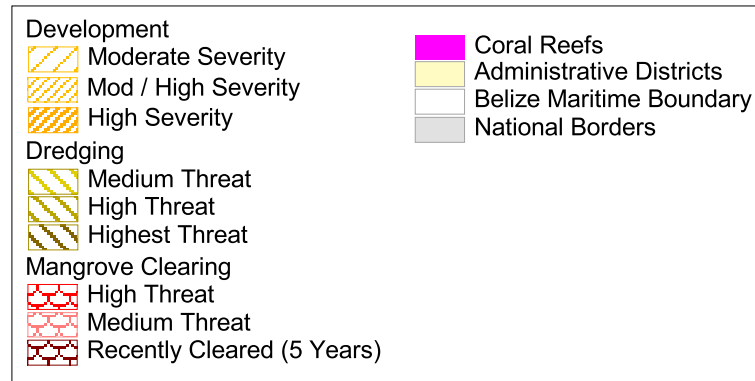 Development
Moderate Severity
Mod / High Severity
High Severity
Dredging
Medium Threat
High Threat
Highest Threat
Mangrove Clearing
High Threat
Medium Threat
Recently Cleared (5 Years)
Coral Reefs
Administrative Districts
Belize Maritime Boundary
National Borders